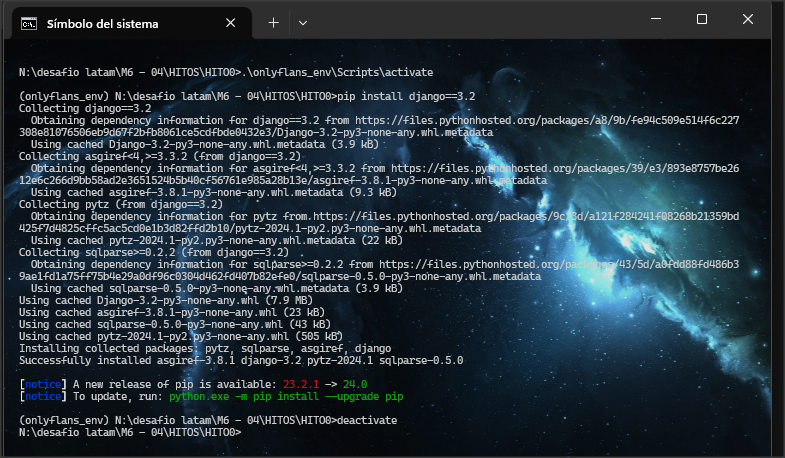 Símbolo del sistema
N:\desafio latam\M6 - 04\HITOS\HITO0>.\onlyflans_env\Scripts\activate
(onlyflans_env) N:\desafio latam\M6 - 04\HITOS\HITO0>pip install django==3.2
Collecting django==3.2
Obtaining dependency information for django==3.2 from https://files.pythonhosted.org/packages/a8/9b/fe94c509e514f6c227
308e81076506eb9d67f2bfb8061ce5cdfbde0432e3/Django-3.2-py3-none-any.whl.metadata
Using cached Django-3.2-py3-none-any.whl.metadata (3.9 kB)
Collecting asgiref<4,>=3.3.2 (from django==3.2)
Obtaining dependency information for asgiref<4,>=3.3.2 from https://files.pythonhosted.org/packages/39/e3/893e8757be26
12e6c266d9bb58ad2e3651524b5b40cf56761e985a28b13e/asgiref-3.8.1-py3-none-any.whl.metadata
Using cached asgiref-3.8.1-py3-none-any.whl.metadata (9.3 kB)
Collecting pytz (from django==3.2)
Obtaining dependency information for pytz from https://files.pythonhosted.org/packages/9c/3d/a121f284241f08268b21359bd
425f7d4825cffc5ac5cd0e1b3d82ffd2b10/pytz-2024.1-py2.py3-none-any.whl.metadata
Using cached pytz-2024.1-py2.py3-none-any.whl.metadata (22 kB)
Collecting sqlparse>=0.2.2 (from django==3.2)
Obtaining dependency information for sqlparse>=0.2.2 from https://files.pythonhosted.org/packages/43/5d/a0fdd88fd486b3
9ae1fd1a75ff75b4e29a0df96c0304d462fd407b82efe0/sqlparse-0.5.0-py3-none-any.whl.metadata
Using cached sqlparse-0.5.0-py3-none-any.whl.metadata (3.9 kB)
Using cached Django-3.2-py3-none-any.whl (7.9 MB)
Using cached asgiref-3.8.1-py3-none-any.whl (23 kB)
Using cached sqlparse-0.5.0-py3-none-any.whl (43 kB)
Using cached pytz-2024.1-py2.py3-none-any.whl (505 kB)
Installing collected packages: pytz, sqlparse, asgiref, django
Successfully installed asgiref-3.8.1 django-3.2 pytz-2024.1 sqlparse-0.5.0
[notice] A new release of pip is available: 23.2.1 -> 24.0
[notice] To update, run: python.exe -m pip install --upgrade pip
(onlyflans_env) N:\desafio latam\M6 - 04\HITOS\HITO0>deactivate
N:\desafio latam\M6 - 04\HITOS\HITO0>